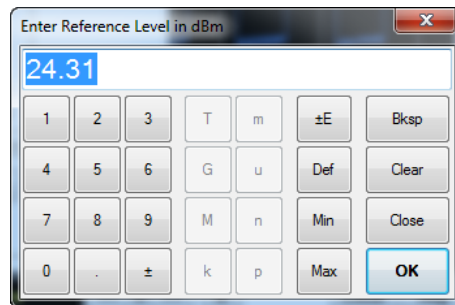 Enter Reference Level in dBm
x
24.31
1 2 3 T m ±E Bksp
4 5 6 G u Def Clear
7 8 9 M n Min Close
0 . ± k p Max OK